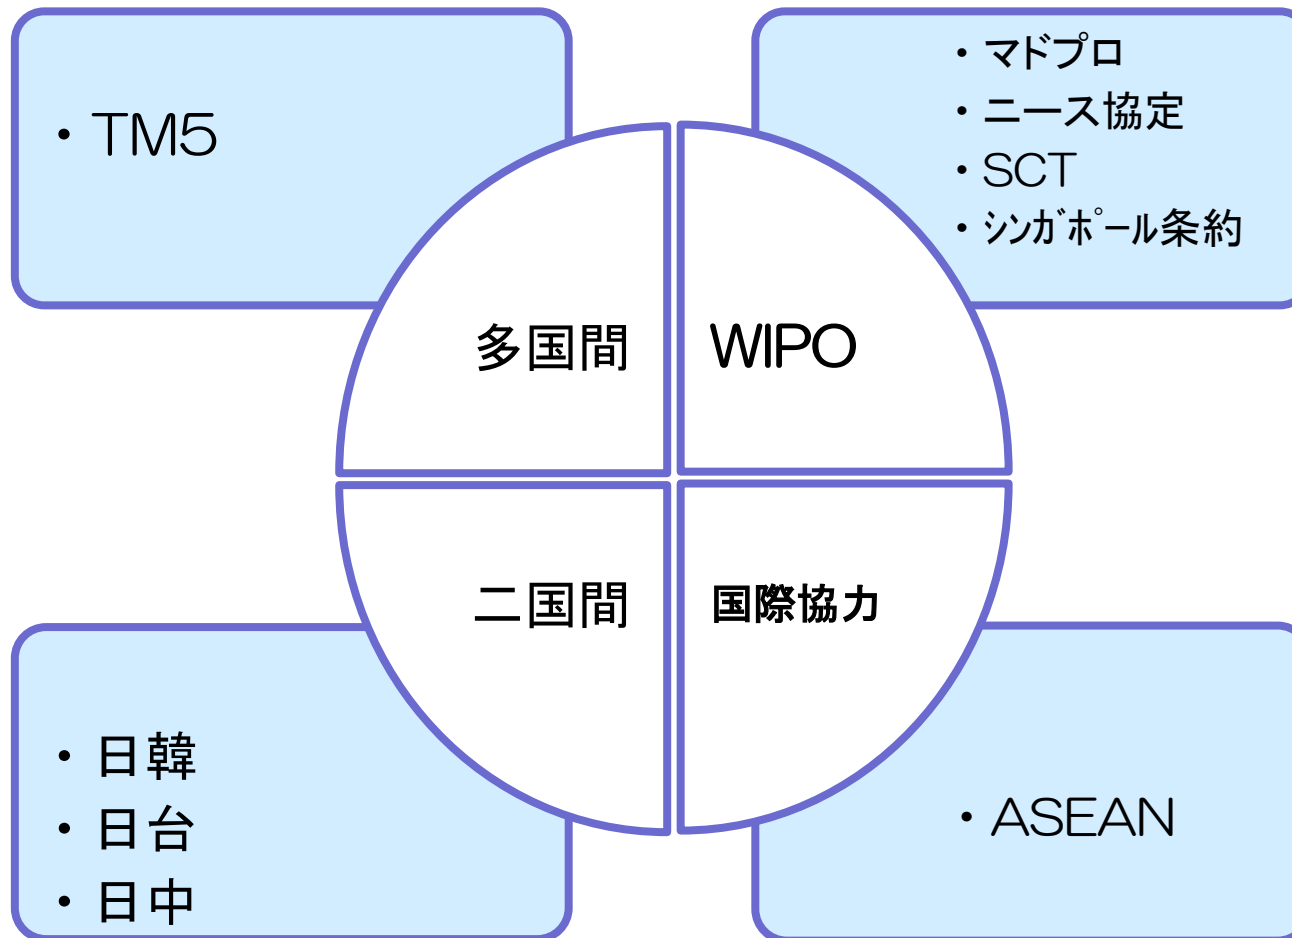 ・TM5
・マドプロ
・ニース協定
・SCT
・ｼﾝｶﾞﾎﾟｰﾙ条約
多国間
WIPO
二国間
国際協力
・日韓
・日台
・日中
・ASEAN